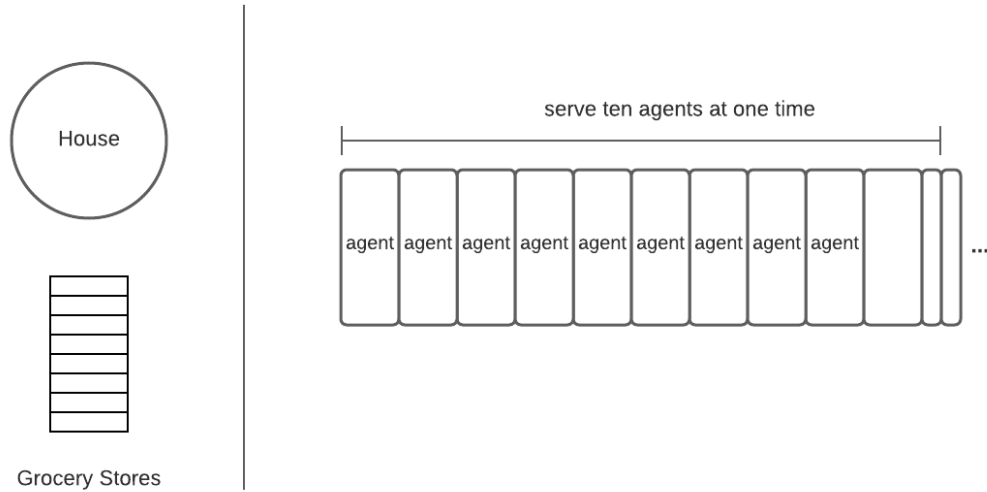 House
Grocery Stores
serve ten agents at one time
agent agent agent agent agent agent agent agent agent
...